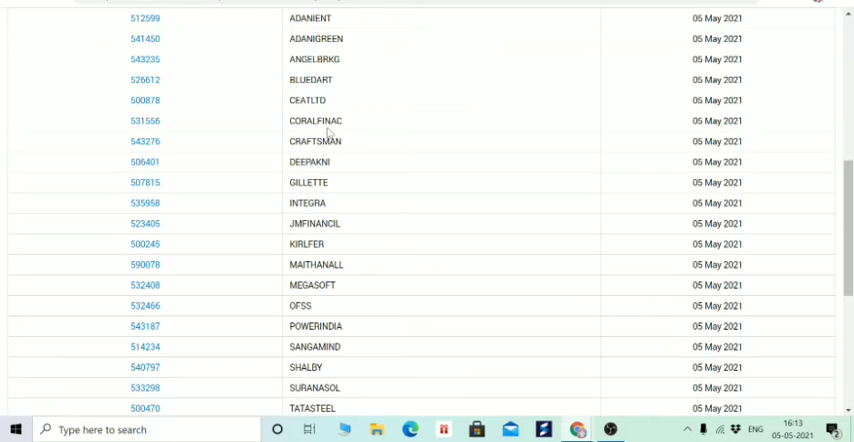 512599 ADANIENT 05 May 2021
541450 ADANIGREEN 05 May 2021
543235 ANGELBRKG 05 May 2021
526612 BLUEDART 05 May 2021
500878 CEATLTD 05 May 2021
531556 CORALFINAC 05 May 2021
543276 CRAFTSMAN 05 May 2021
506401 DEEPAKNI 05 May 2021
507815 GILLETTE 05 May 2021
535958 INTEGRA 05 May 2021
523405 JMFINANCIL 05 May 2021
500245 KIRLFER 05 May 2021
590078 MAITHANALL 05 May 2021
532408 MEGASOFT 05 May 2021
532466 OFSS 05 May 2021
543187 POWERINDIA 05 May 2021
514234 SANGAMIND 05 May 2021
540797 SHALBY 05 May 2021
533298 SURANASOL 05 May 2021
500470 TATASTEEL 05 May 2021
Type here to search
ENG
16:13
05-05-2021
2